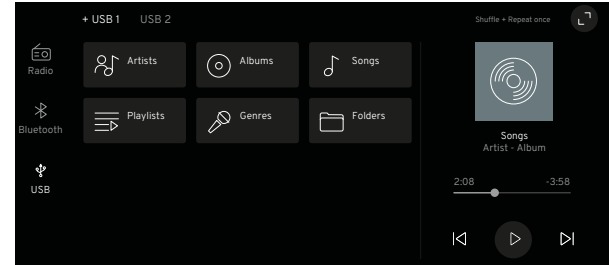 + USB 1 USB 2
Shuffle + Repeat once
Radio
Bluetooth
USB
Artists
Albums
Songs
Playlists
Genres
Folders
Songs
Artist - Album
2:08 -3:58